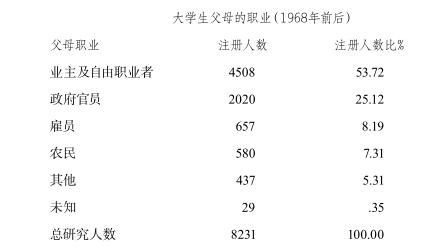 大学生父母的职业(1968年前后)
父母职业 注册人数 注册人数比%
业主及自由职业者 4508 53.72
政府官员 2020 25.12
雇员 657 8.19
农民 580 7.31
其他 437 5.31
未知 29 .35
总研究人数 8231 100.00